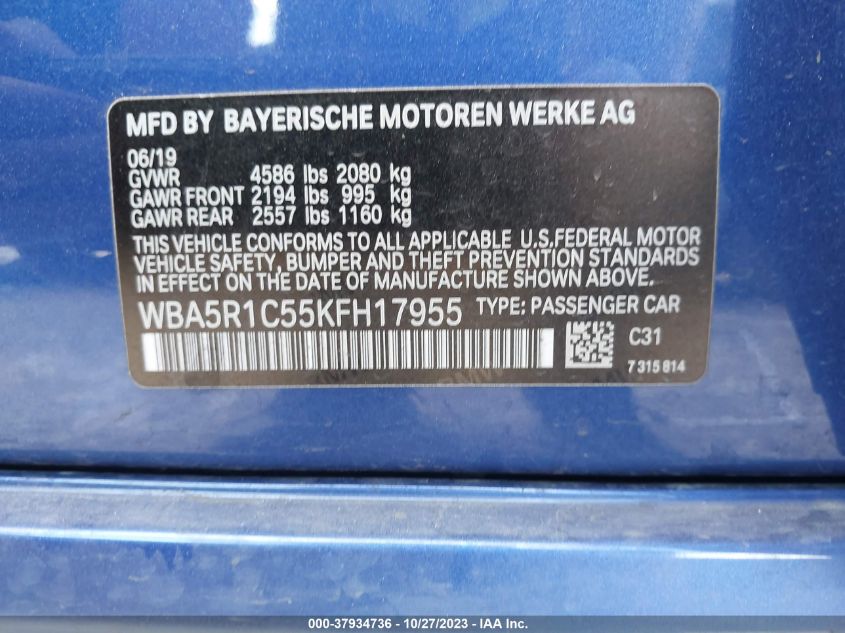 MFD BY BAYERISCHE MOTOREN WERKE AG
06/19
GVWR 4586 lbs 2080 kg
GAWR FRONT 2194 lbs 995 kg
GAWR REAR 2557 lbs 1160 kg
THIS VEHICLE CONFORMS TO ALL APPLICABLE U.S.FEDERAL MOTOR
VEHICLE SAFETY, BUMPER AND THEFT PREVENTION STANDARDS
IN EFFECT ON THE DATE OF MANUFACTURE SHOWN ABOVE.
WBA5R1C55KFH17955 TYPE: PASSENGER CAR
C31
7 315 814
000-37934736 - 10/27/2023 - IAA Inc.